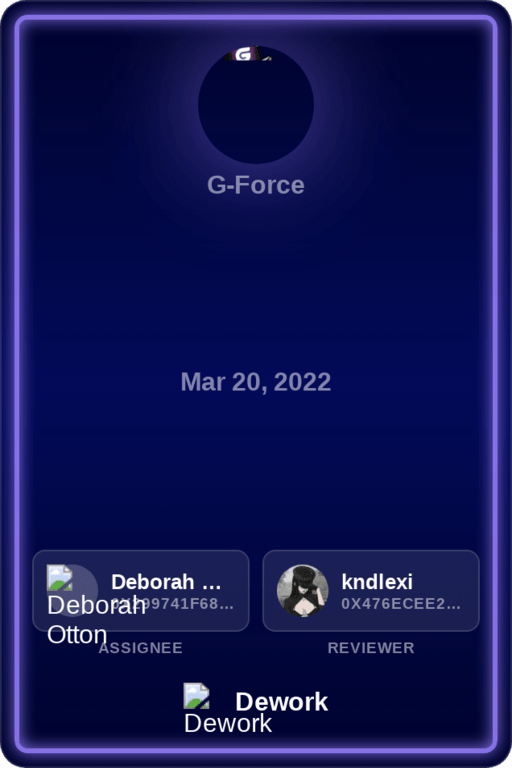 G-Force
Mar 20, 2022
Deborah ...
Deborah
Otton
ASSIGNEE
kndlexi
0X476ECEE2...
REVIEWER
Dework
Dework